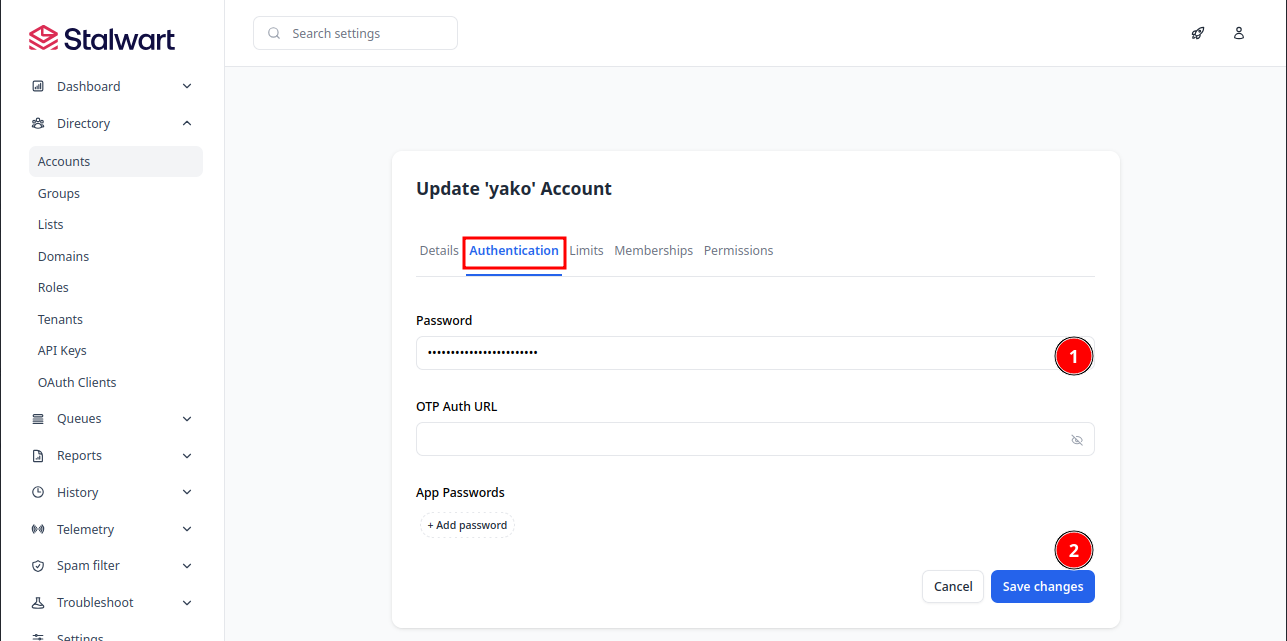 Stalwart
Search settings
Dashboard
Directory
Accounts
Groups
Lists
Domains
Roles
Tenants
API Keys
OAuth Clients
Queues
Reports
History
Telemetry
Spam filter
Troubleshoot
Settings
Update 'yako' Account
Details Authentication Limits Memberships Permissions
Password
••••••••••••••••••••••••
1
OTP Auth URL
App Passwords
+ Add password
2
Cancel Save changes